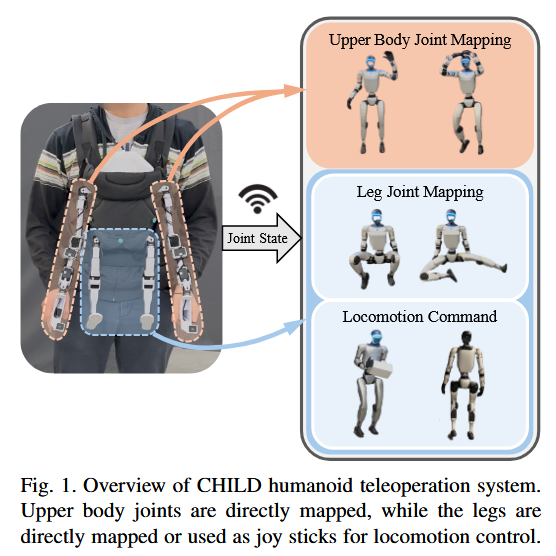 Upper Body Joint Mapping
Leg Joint Mapping
Joint State
Locomotion Command
Fig. 1. Overview of CHILD humanoid teleoperation system.
Upper body joints are directly mapped, while the legs are
directly mapped or used as joy sticks for locomotion control.